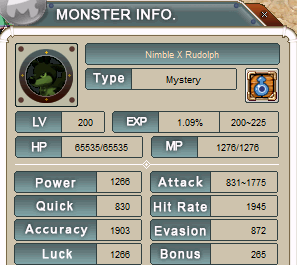 MONSTER INFO.
Nimble X Rudolph
Type Mystery
LV 200 EXP 1.09% 200~225
HP 65535/65535 MP 1276/1276
Power 1266 Attack 831~1775
Quick 830 Hit Rate 1945
Accuracy 1903 Evasion 872
Luck 1266 Bonus 265